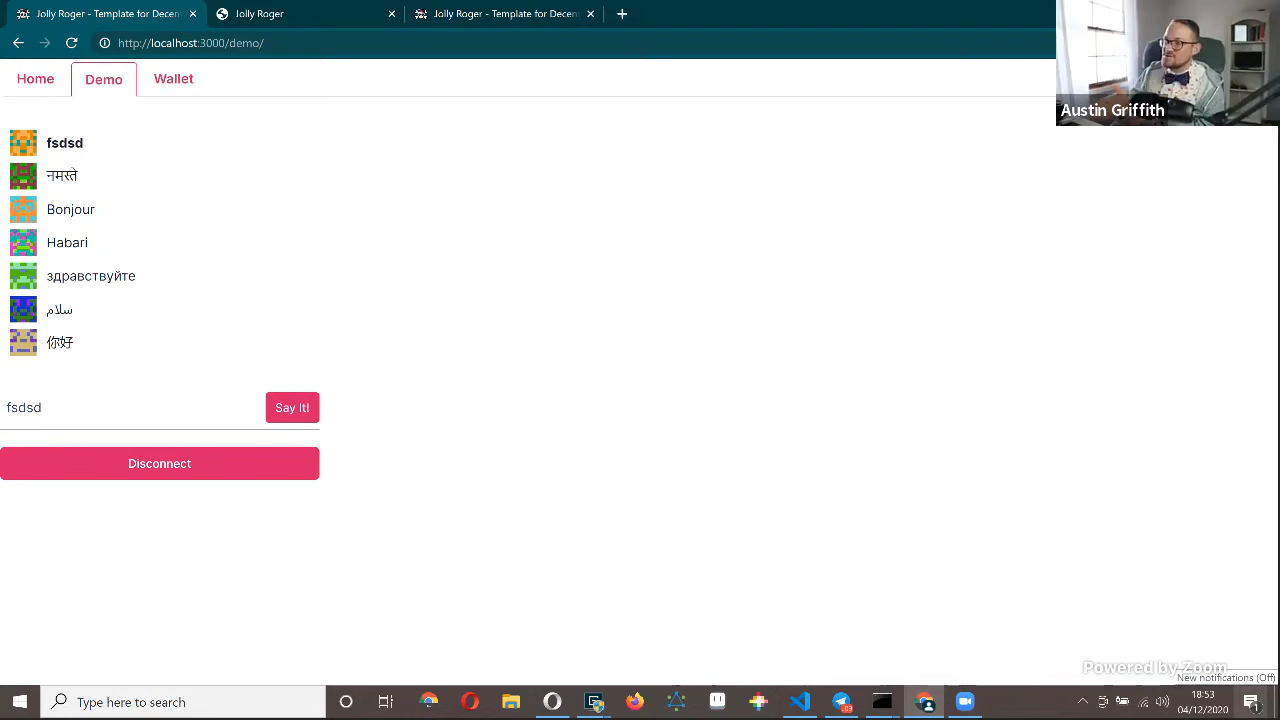 Jolly Roger - Template for Decen
Jolly Roger
Jolly Roger - Template for Decen
http://localhost:3000/demo/
Home
Demo
Wallet
Austin Griffith
fsdsd
नमस्ते
Bonjour
Habari
здравствуйте
سلام
你好
fsdsd
Say It!
Disconnect
Powered by Zoom
New notifications (Off)
Type here to search
18:53
04/12/2020